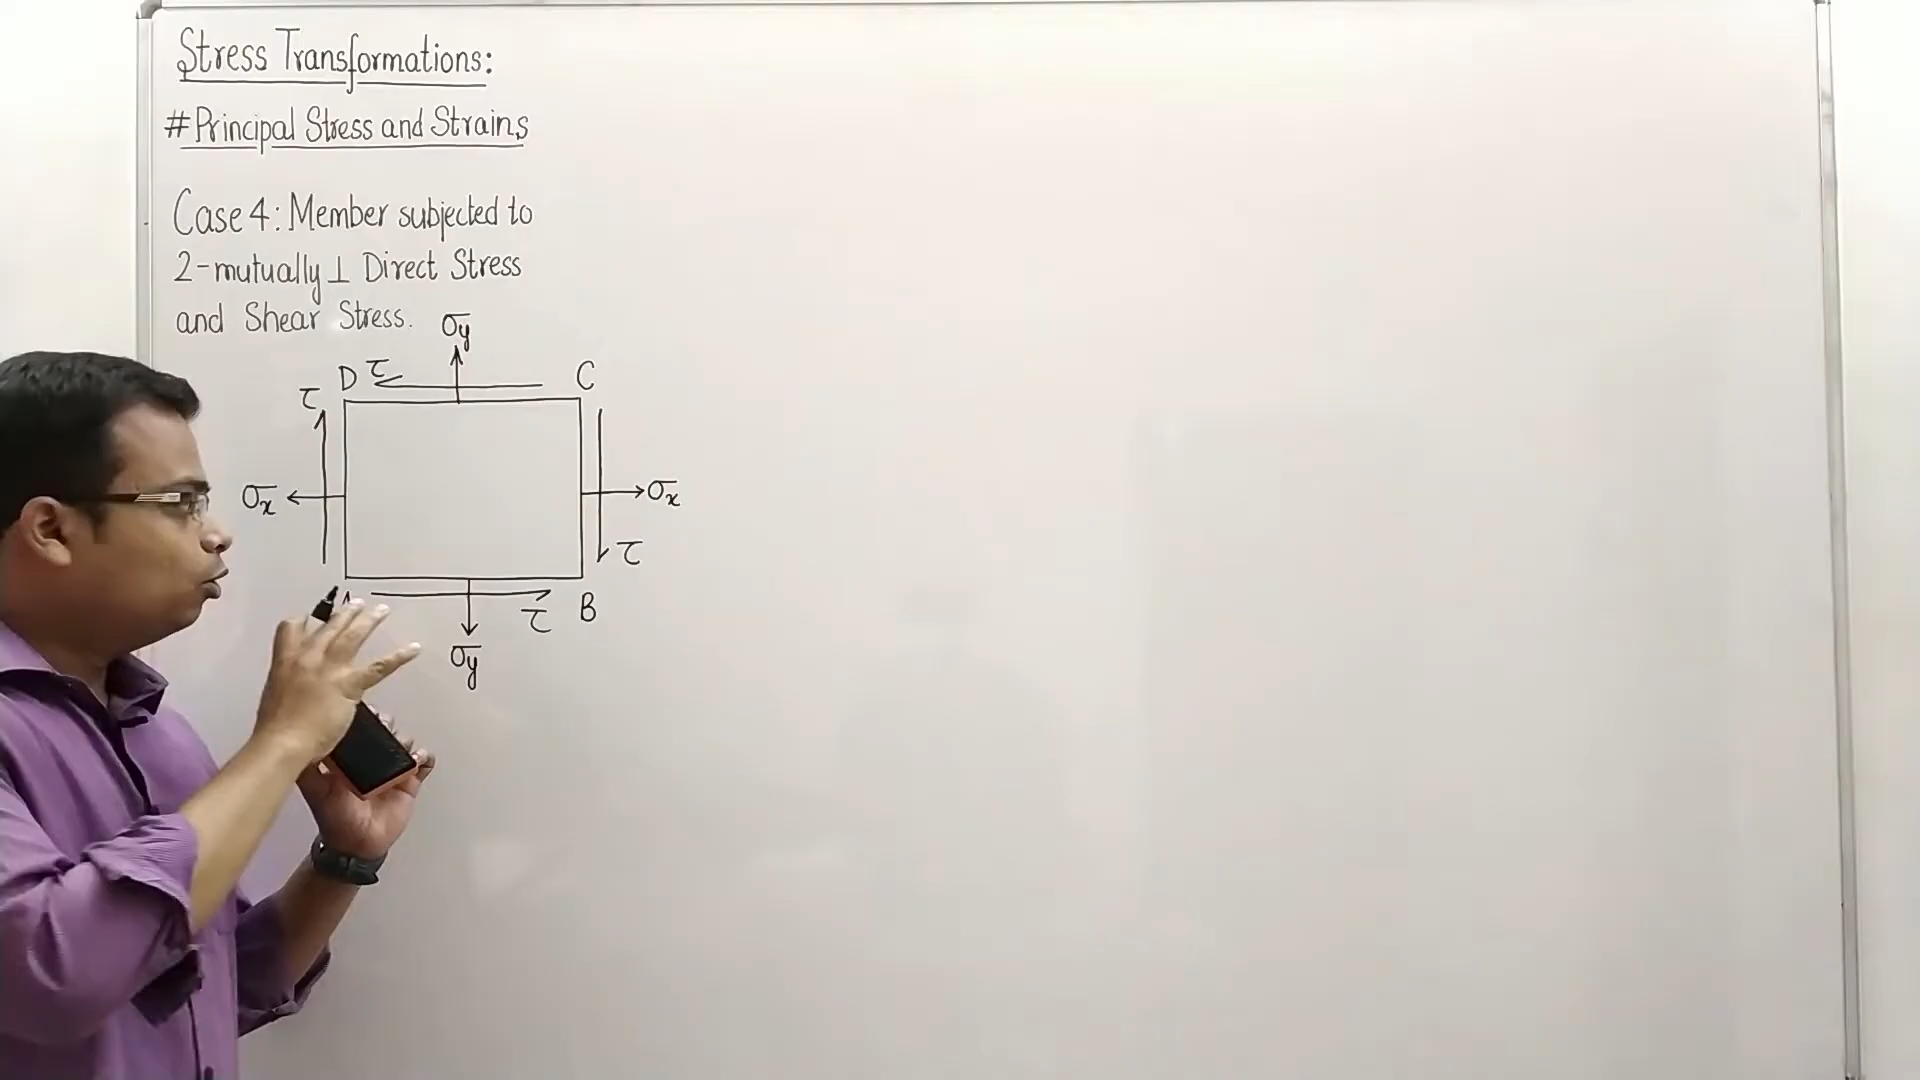 Stress Transformations:
#Principal Stress and Strains
Case 4: Member subjected to
2-mutually ⊥ Direct Stress
and Shear Stress.
σy
D τ C
τ
σx σx
τ
B
τ
σy